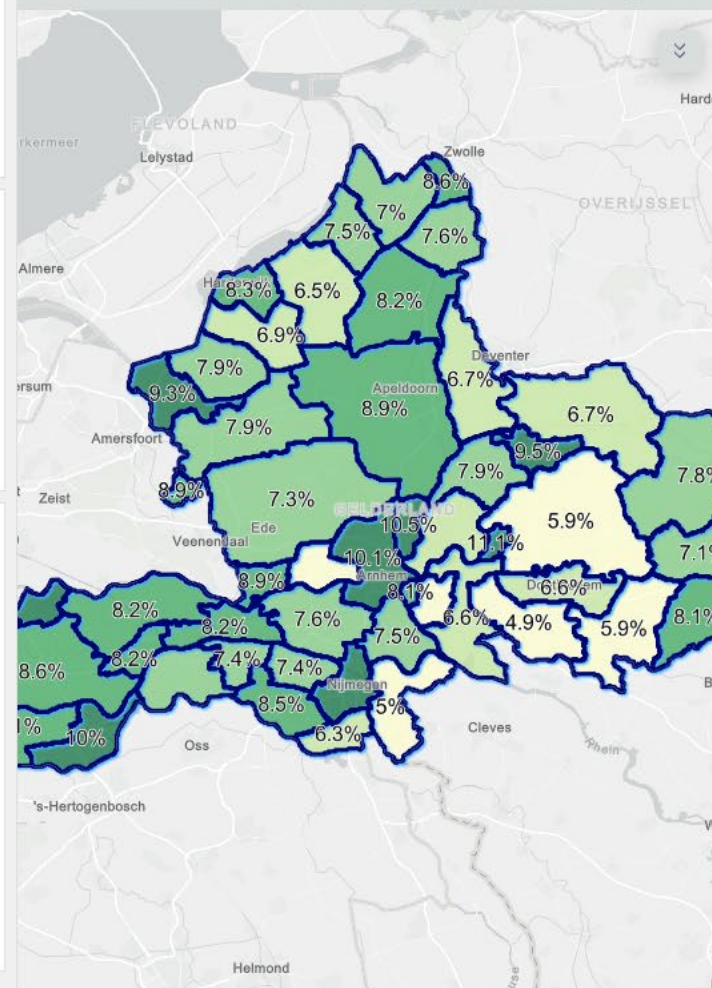 FLEVOLAND
rkermeer
Lelystad
Hard
Zwolle
8.6%
OVERIJSSEL
7%
7.5%
7.6%
Almere
8.3%
6.5%
8.2%
6.9%
Deventer
7.9%
ersum
9.3%
Apeldoorn
6.7%
8.9%
6.7%
Amersfoort
7.9%
9.5%
7.9%
7.8%
8.9%
Zeist
7.3%
GELDERLAND
5.9%
10.5%
Ede
Veenendaal
11.1%
7.1%
10.1%
Arnhem
8.9%
8.1%
6.6%
8.2%
7.6%
6.6%
4.9%
8.1%
8.2%
7.5%
5.9%
8.2%
7.4%
7.4%
8.6%
Nijmegen
8.5%
5%
1%
10%
6.3%
Cleves
Oss
Rhein
's-Hertogenbosch
Helmond